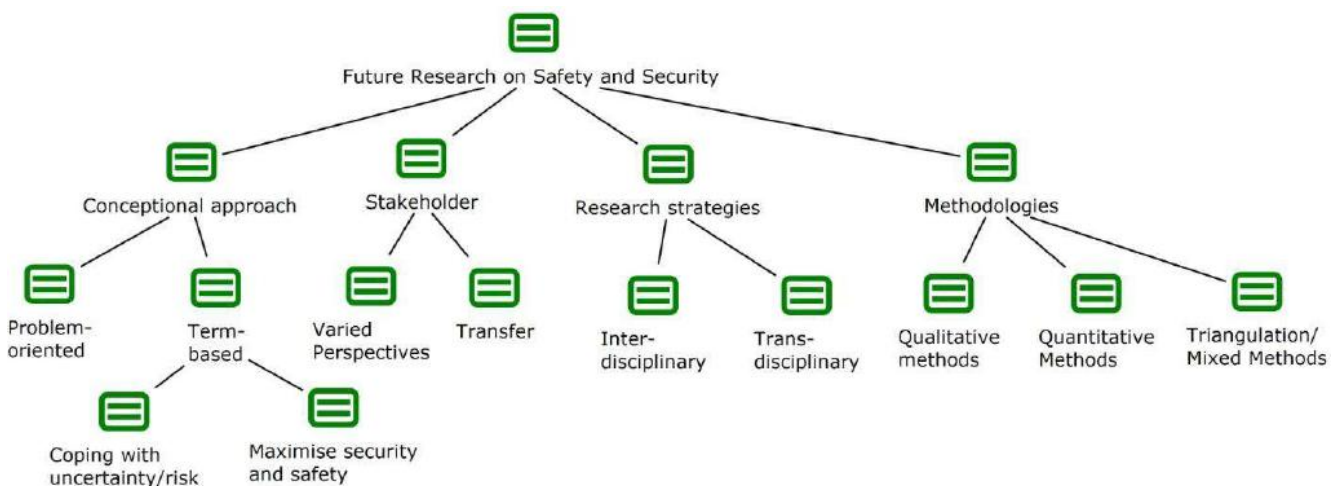 Future Research on Safety and Security
Conceptional approach
Stakeholder
Research strategies
Methodologies
Problem-
oriented
Term-
based
Varied
Perspectives
Transfer
Inter-
disciplinary
Trans-
disciplinary
Qualitative
methods
Quantitative
Methods
Triangulation/
Mixed Methods
Coping with
uncertainty/risk
Maximise security
and safety